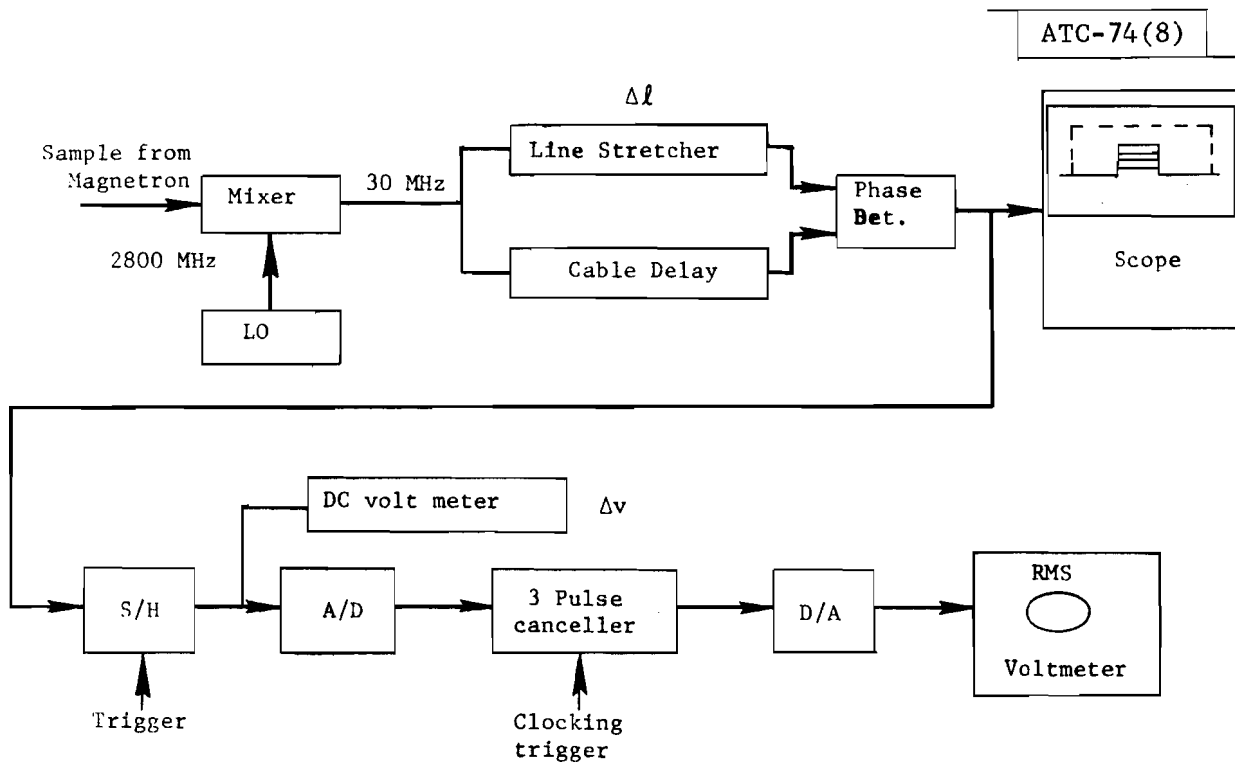 ATC-74(8)
Δℓ
Sample from
Magnetron
Mixer
30 MHz
Line Stretcher
Phase
Det.
2800 MHz
Cable Delay
Scope
LO
DC volt meter
Δv
S/H
A/D
3 Pulse
canceller
D/A
RMS
Voltmeter
Trigger
Clocking
trigger